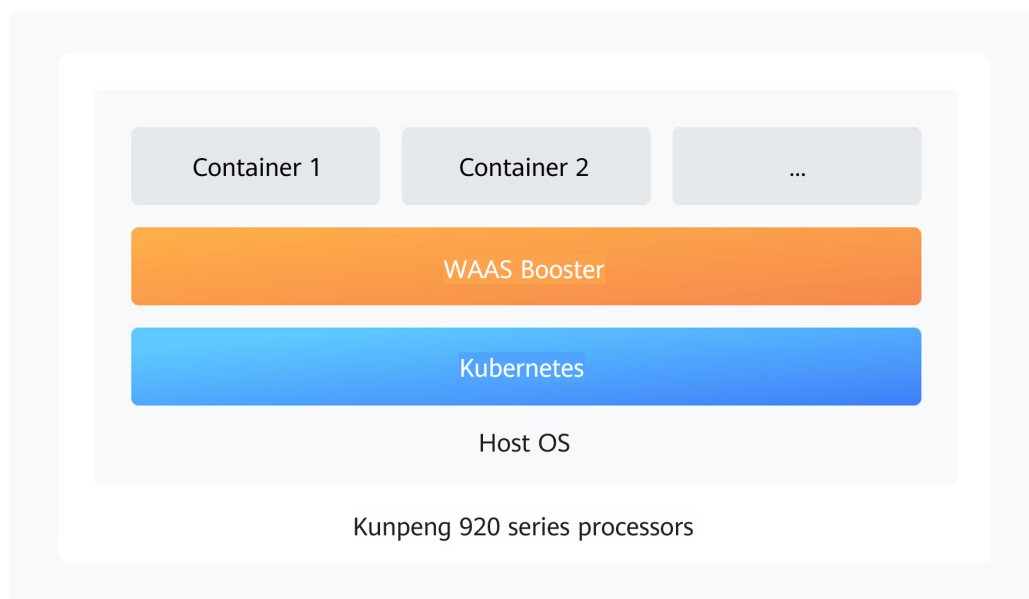 Container 1
Container 2
...
WAAS Booster
Kubernetes
Host OS
Kunpeng 920 series processors